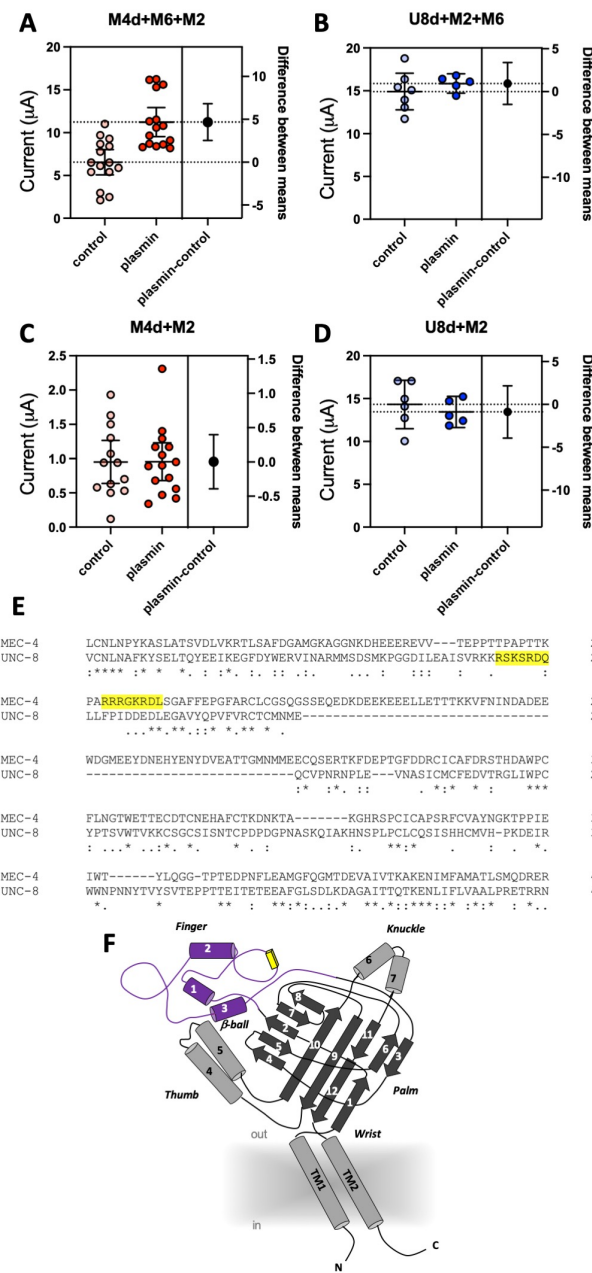 A
M4d+M6+M2
20
15
10
5
0
Current (µA)
10
5
0
-5
Difference between means
control
plasmin
plasmin-control
B
U8d+M2+M6
20
15
10
5
0
Current (µA)
5
0
-5
-10
Difference between means
control
plasmin
plasmin-control
C
M4d+M2
2.5
2.0
1.5
1.0
0.5
0.0
Current (µA)
1.5
1.0
0.5
0.0
-0.5
Difference between means
control
plasmin
plasmin-control
D
U8d+M2
20
15
10
5
0
Current (µA)
5
0
-5
-10
Difference between means
control
plasmin
plasmin-control
E
MEC-4 LCNLNPYKASLATSVDLVKRTLSAFDGAMGKAGGNKDHEEEREVV---TEPPTTPAPTTK
UNC-8 VCNLNAFKYSELTQYEEIKEGFDYWERVINARMMSDSMKPGGDILEAISVRKKRSKSRDQ
MEC-4 PARRRGKRDLSGAFFEPGFARCLCGSQGSSEQEDKDEEKEEELLETTTKKVFNINDADEE
UNC-8 LLFPIDDEDLEGAVYQPVFVRCTCMNME--------------------------------
MEC-4 WDGMEEYDNEHYENYDVEATTGMNMMEECQSERTKFDEPTGFDDRCICAFDRSTHDAWPC
UNC-8 ---------------------------QCVPNRNPLE---VNASICMCFEDVTRGLIWPC
MEC-4 FLNGTWETTECDTCNEHAFCTKDNKTA-------KGHRSPCICAPSRFCVAYNGKTPPIE
UNC-8 YPTSVWTVKKCSGCSISNTCPDPDGPNASKQIAKHNSPLPCLCQSISHHCMVH-PKDEIR
MEC-4 IWT------YLQGG-TPTEDPNFLEAMGFQGMTDEVAIVTKAKENIMFAMATLSMQDRER
UNC-8 WWNPNNYTVYSVTEPPTTEITETEEAFGLSDLKDAGAITTQTKENLIFLVAALPRETRRN
F
Finger
Knuckle
2
1
3
β-ball
6
7
8
7
2
5
4
10
9
11
6
3
12
1
5
4
Thumb
Palm
Wrist
out
in
TM1
TM2
N
C